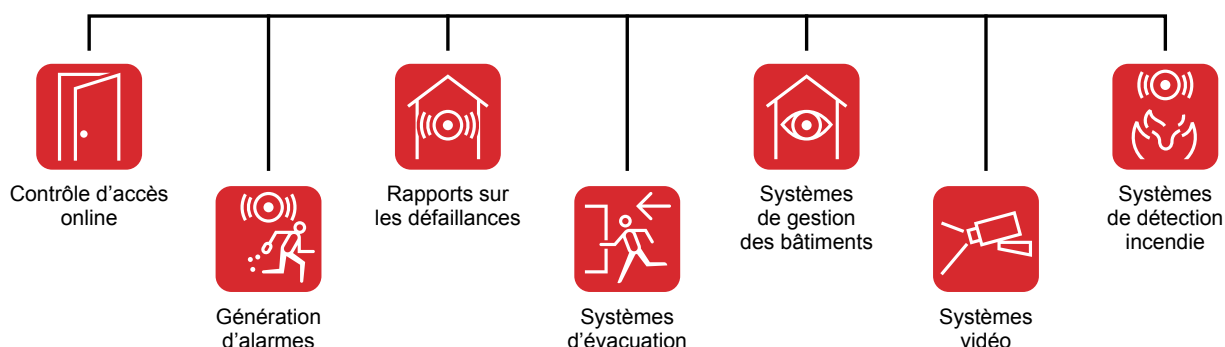 Contrôle d'accès
online
Génération
d'alarmes
Rapports sur
les défaillances
Systèmes
d'évacuation
Systèmes
de gestion
des bâtiments
Systèmes
vidéo
Systèmes
de détection
incendie